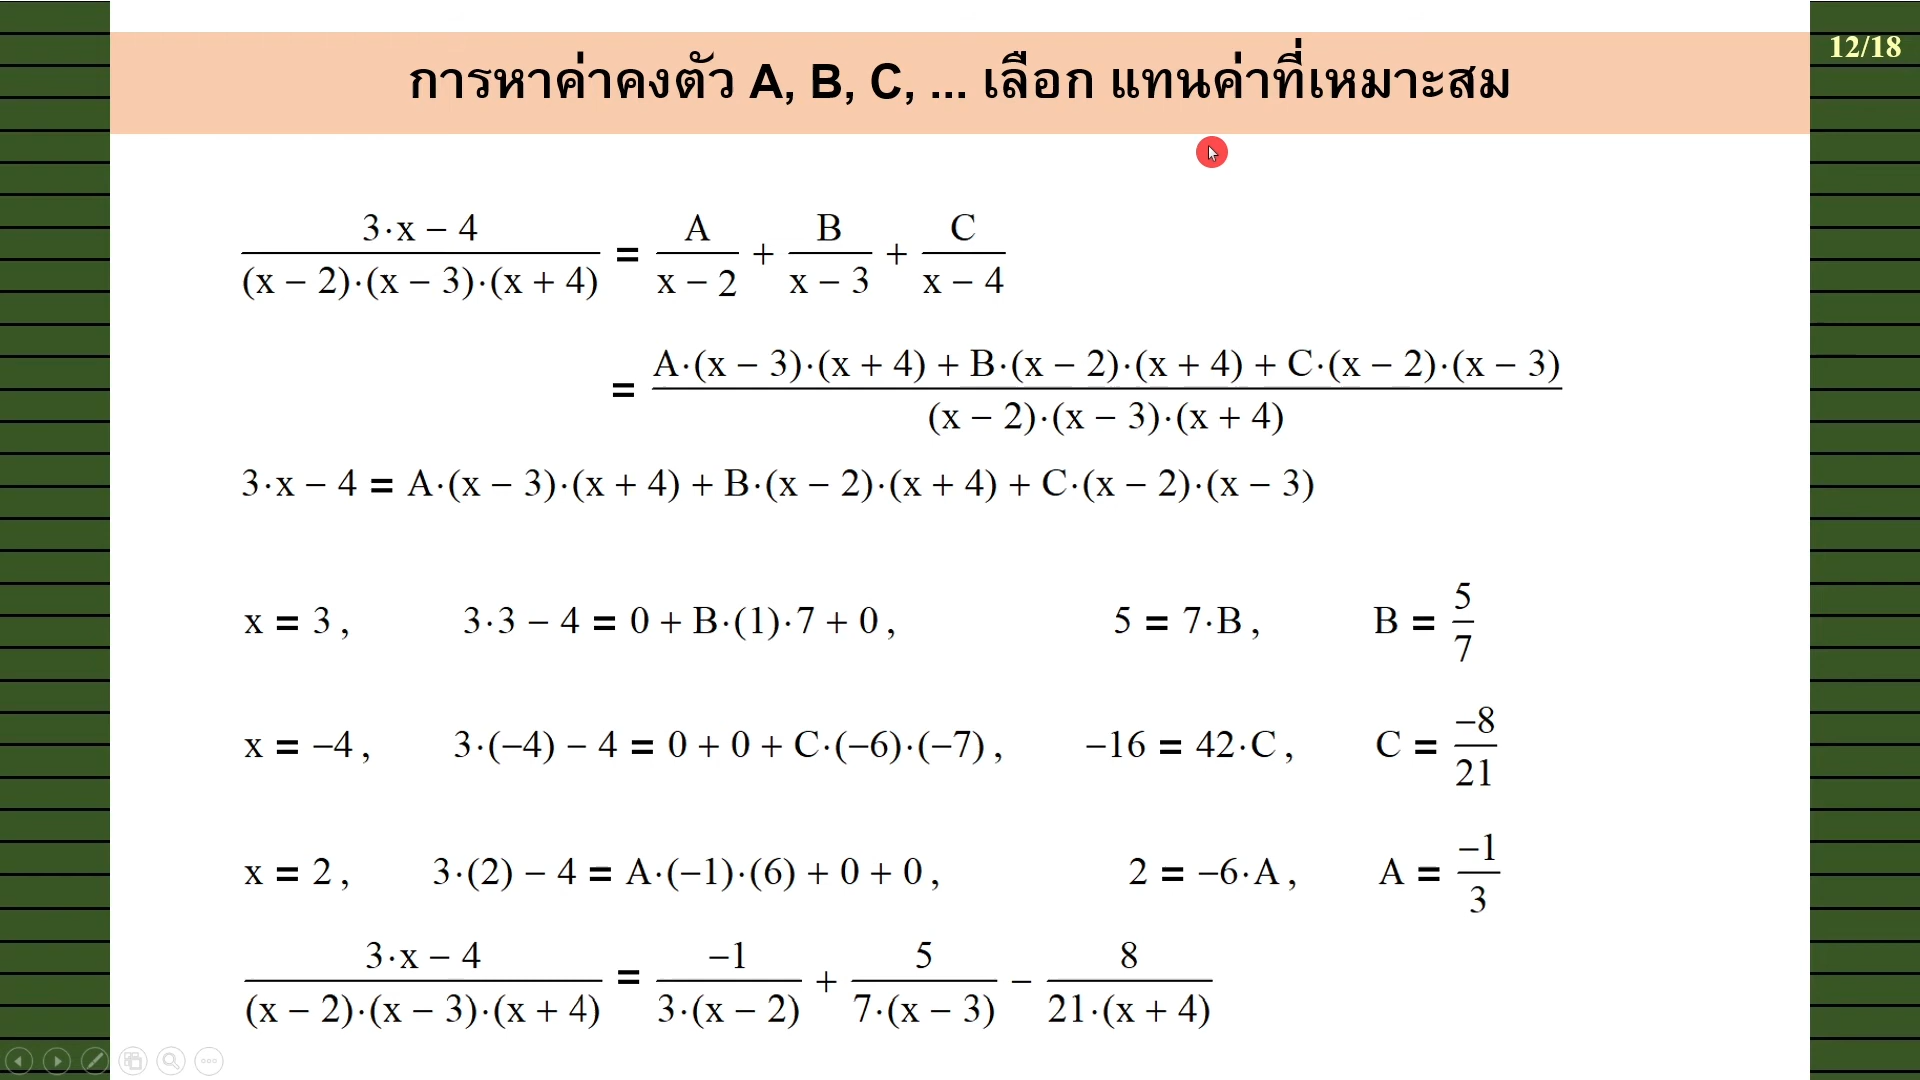 การหาค่าคงตัว A, B, C, ... เลือก แทนค่าที่เหมาะสม
12/18
(3·x − 4)/((x − 2)·(x − 3)·(x + 4)) = A/(x − 2) + B/(x − 3) + C/(x − 4)
= (A·(x − 3)·(x + 4) + B·(x − 2)·(x + 4) + C·(x − 2)·(x − 3))/((x − 2)·(x − 3)·(x + 4))
3·x − 4 = A·(x − 3)·(x + 4) + B·(x − 2)·(x + 4) + C·(x − 2)·(x − 3)
x = 3 , 3·3 − 4 = 0 + B·(1)·7 + 0 , 5 = 7·B , B = 5/7
x = −4 , 3·(−4) − 4 = 0 + 0 + C·(−6)·(−7) , −16 = 42·C , C = −8/21
x = 2 , 3·(2) − 4 = A·(−1)·(6) + 0 + 0 , 2 = −6·A , A = −1/3
(3·x − 4)/((x − 2)·(x − 3)·(x + 4)) = −1/(3·(x − 2)) + 5/(7·(x − 3)) − 8/(21·(x + 4))